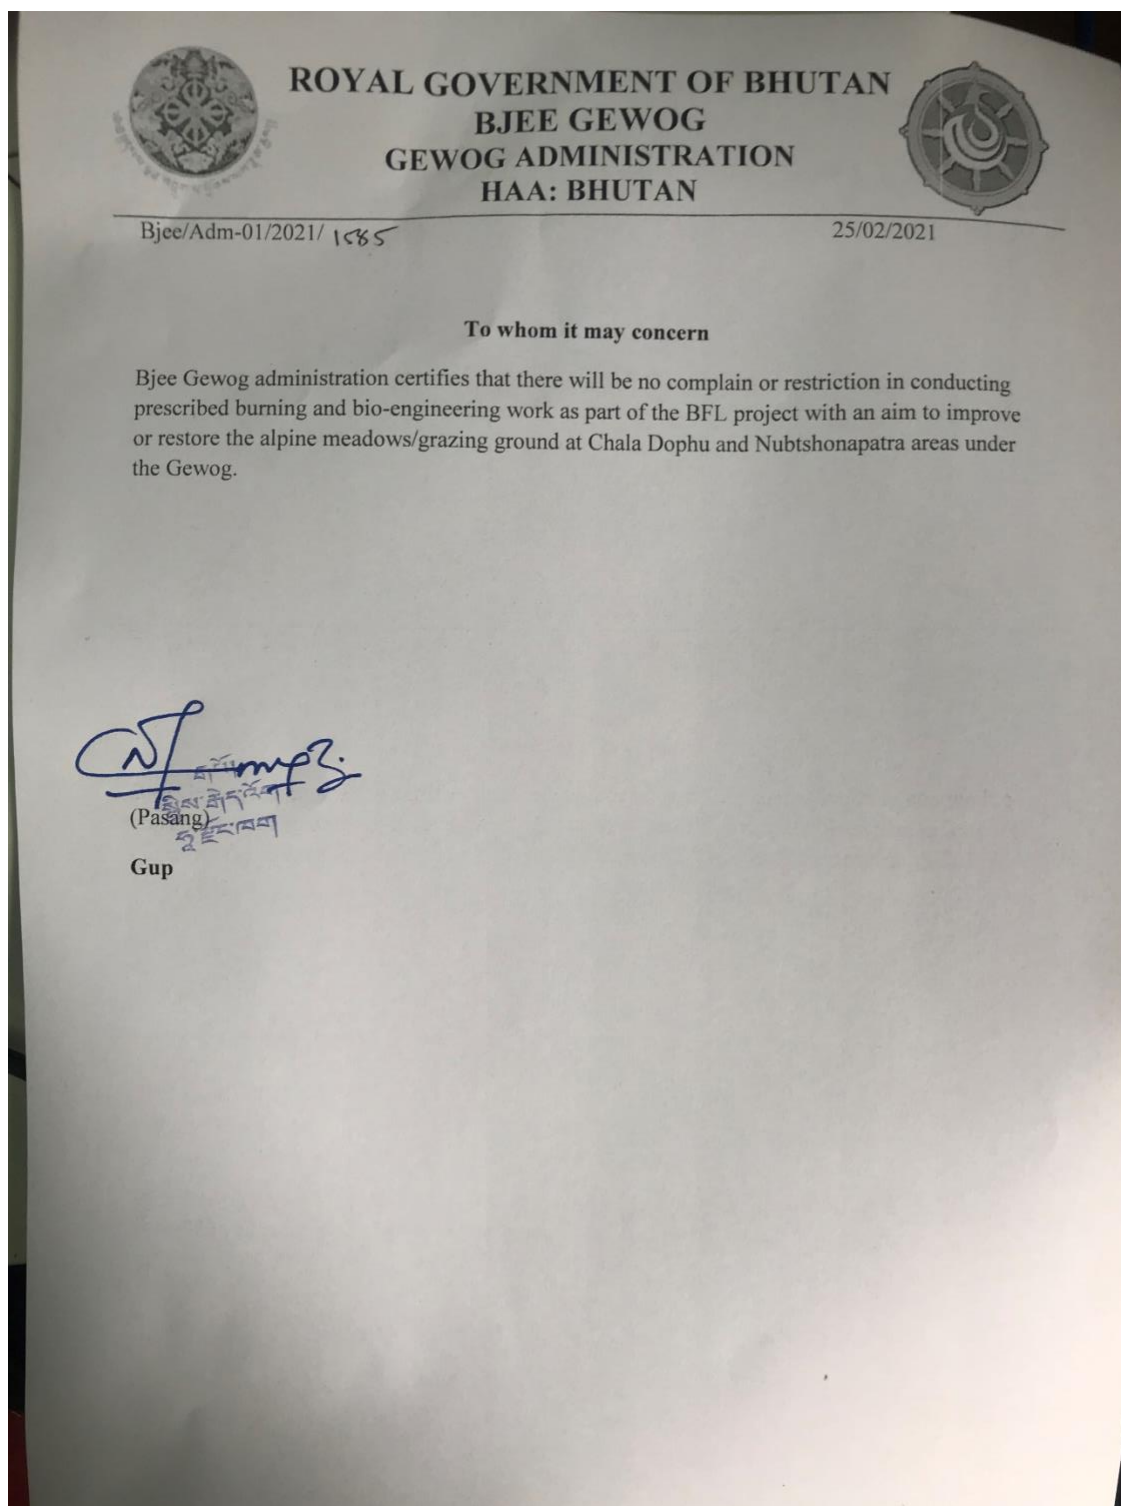 ROYAL GOVERNMENT OF BHUTAN
BJEE GEWOG
GEWOG ADMINISTRATION
HAA: BHUTAN
Bjee/Adm-01/2021/ 1585
25/02/2021
To whom it may concern
Bjee Gewog administration certifies that there will be no complain or restriction in conducting
prescribed burning and bio-engineering work as part of the BFL project with an aim to improve
or restore the alpine meadows/grazing ground at Chala Dophu and Nubtshonapatra areas under
the Gewog.
(Pasang)
Gup